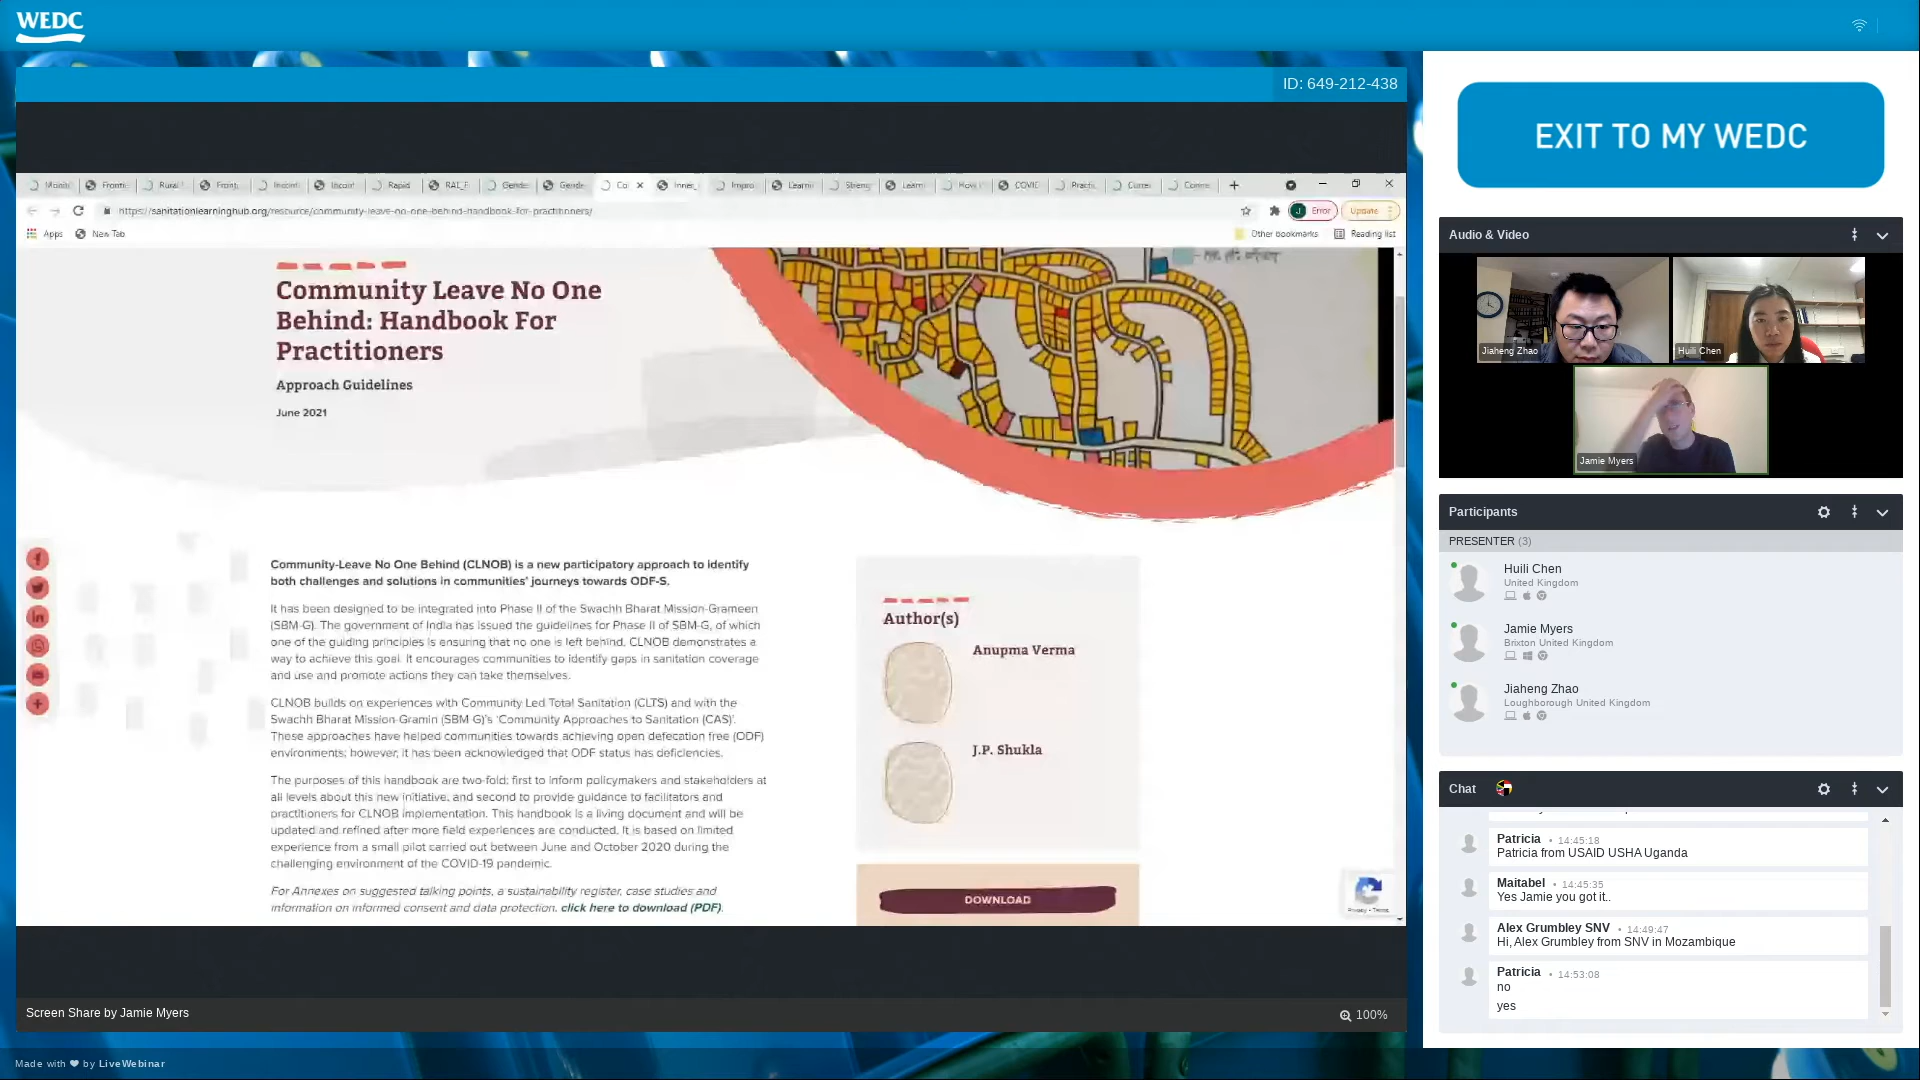 WEDC
ID: 649-212-438
Rural
RAL_F
Co
Inner_
COVID
https://sanitationlearninghub.org/resource/community-leave-no-one-behind-handbook-for-practitioners/
Error
Update
Apps
New Tab
Other bookmarks
Reading list
Community Leave No One
Behind: Handbook For
Practitioners
Approach Guidelines
June 2021
Community-Leave No One Behind (CLNOB) is a new participatory approach to identify
both challenges and solutions in communities' journeys towards ODF-S.
It has been designed to be integrated into Phase II of the Swachh Bharat Mission-Grameen
(SBM-G). The government of India has issued the guidelines for Phase II of SBM-G, of which
one of the guiding principles is ensuring that no one is left behind. CLNOB demonstrates a
way to achieve this goal. It encourages communities to identify gaps in sanitation coverage
and use and promote actions they can take themselves.
CLNOB builds on experiences with Community Led Total Sanitation (CLTS) and with the
Swachh Bharat Mission-Gramin (SBM G)'s 'Community Approaches to Sanitation (CAS)'.
These approaches have helped communities towards achieving open defecation free (ODF)
environments; however, it has been acknowledged that ODF status has deficiencies.
The purposes of this handbook are two-fold: first to inform policymakers and stakeholders at
all levels about this new initiative, and second to provide guidance to facilitators and
practitioners for CLNOB implementation. This handbook is a living document and will be
updated and refined after more field experiences are conducted. It is based on limited
experience from a small pilot carried out between June and October 2020 during the
challenging environment of the COVID-19 pandemic.
For Annexes on suggested talking points, a sustainability register, case studies and
information on informed consent and data protection, click here to download (PDF).
Author(s)
Anupma Verma
J.P. Shukla
DOWNLOAD
Privacy - Terms
Screen Share by Jamie Myers
100%
Made with ❤ by LiveWebinar
EXIT TO MY WEDC
Audio & Video
Jiaheng Zhao
Huili Chen
Jamie Myers
Participants
PRESENTER (3)
Huili Chen
United Kingdom
Jamie Myers
Brixton United Kingdom
Jiaheng Zhao
Loughborough United Kingdom
Chat
Patricia • 14:45:18
Patricia from USAID USHA Uganda
Maitabel • 14:45:35
Yes Jamie you got it..
Alex Grumbley SNV • 14:49:47
Hi, Alex Grumbley from SNV in Mozambique
Patricia • 14:53:08
no
yes